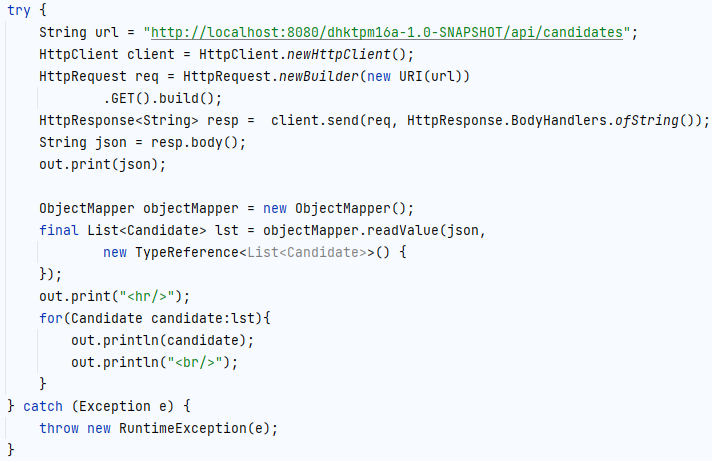 try {
    String url = "http://localhost:8080/dhktpm16a-1.0-SNAPSHOT/api/candidates";
    HttpClient client = HttpClient.newHttpClient();
    HttpRequest req = HttpRequest.newBuilder(new URI(url))
            .GET().build();
    HttpResponse<String> resp =  client.send(req, HttpResponse.BodyHandlers.ofString());
    String json = resp.body();
    out.print(json);

    ObjectMapper objectMapper = new ObjectMapper();
    final List<Candidate> lst = objectMapper.readValue(json,
            new TypeReference<List<Candidate>>() {
    });
    out.print("<hr/>");
    for(Candidate candidate:lst){
        out.println(candidate);
        out.println("<br/>");
    }
} catch (Exception e) {
    throw new RuntimeException(e);
}